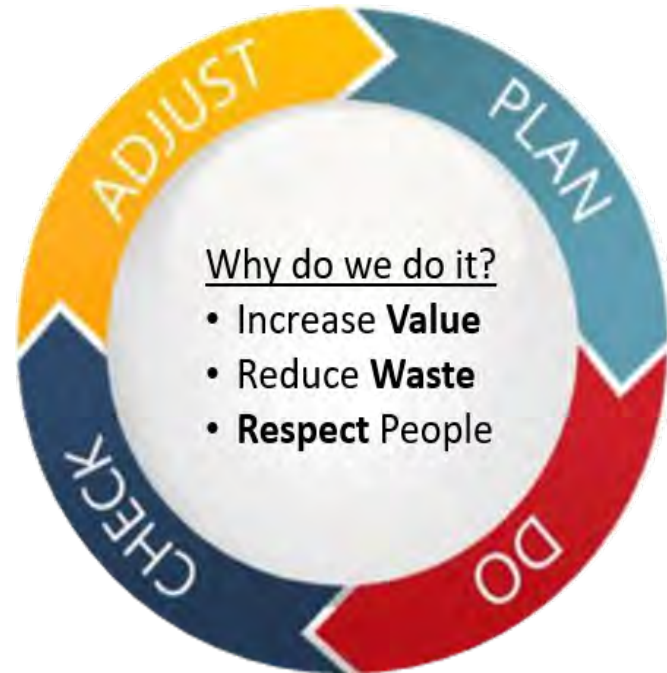 ADJUST
PLAN
Why do we do it?
• Increase Value
• Reduce Waste
• Respect People
CHECK
DO